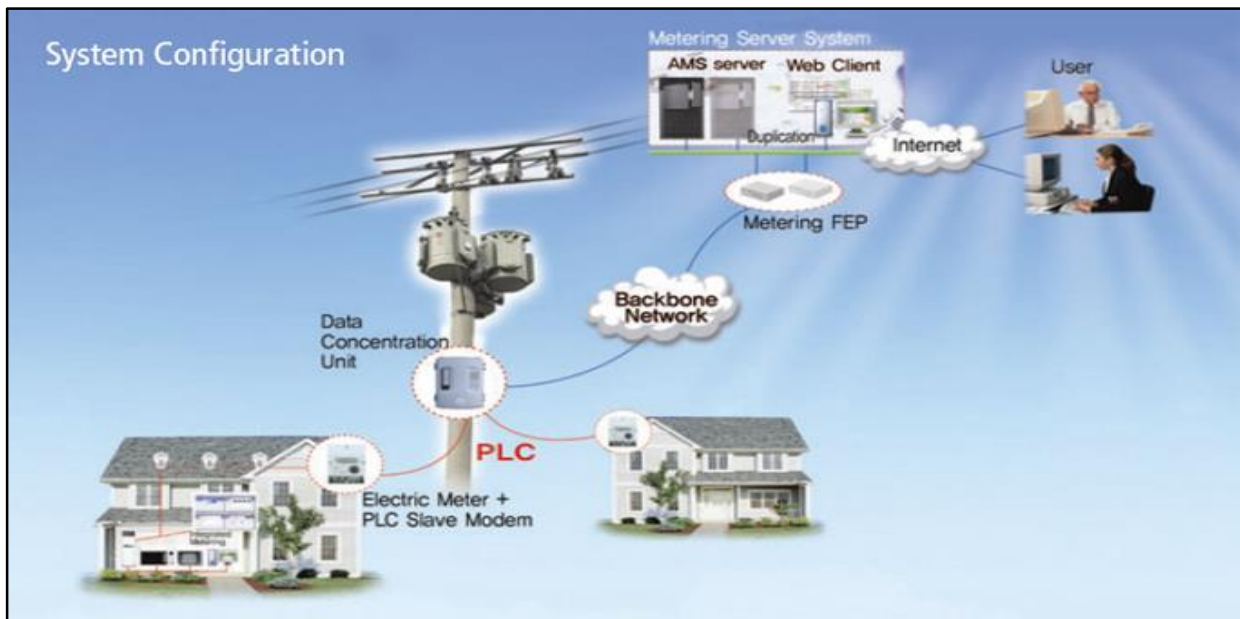 System Configuration
Metering Server System
AMS server
Web Client
Duplication
User
Internet
Metering FEP
Backbone
Network
Data
Concentration
Unit
PLC
Electric Meter +
PLC Slave Modem
Metering